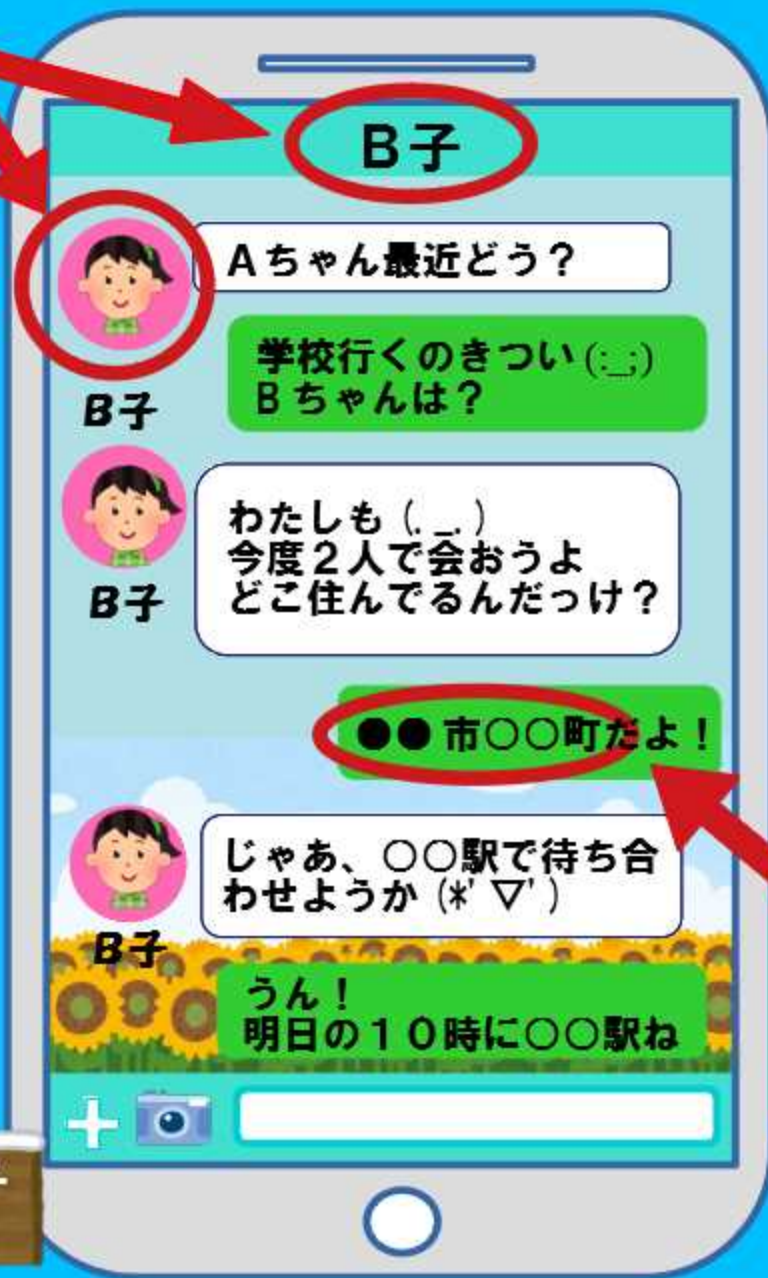 B子
Aちゃん最近どう？
学校行くのきつい(:_;)
Bちゃんは？
B子
わたしも(._.)
今度２人で会おうよ
どこ住んでるんだっけ？
B子
●●市○○町だよ！
じゃあ、○○駅で待ち合
わせようか(*'▽')
B子
うん！
明日の１０時に○○駅ね